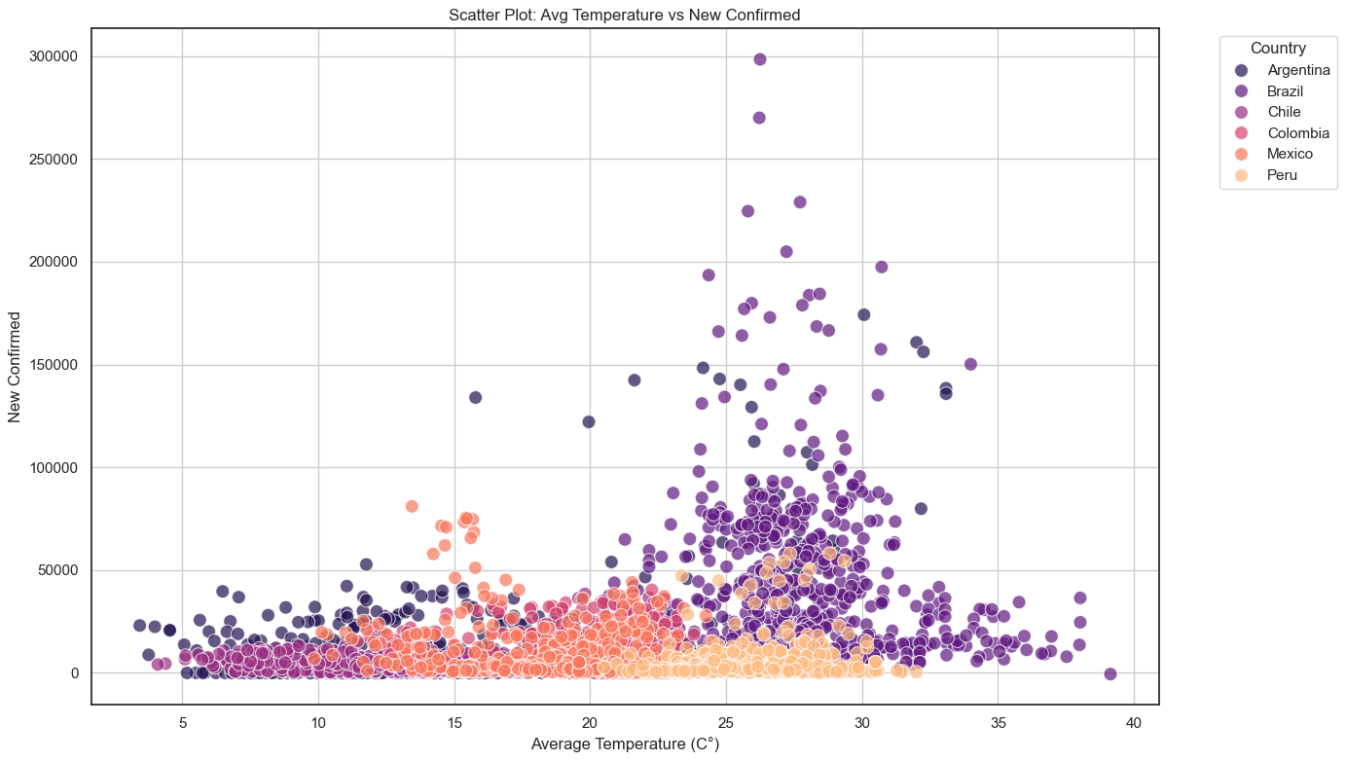 Scatter Plot: Avg Temperature vs New Confirmed
Country
Argentina
Brazil
Chile
Colombia
Mexico
Peru
New Confirmed
300000
250000
200000
150000
100000
50000
0
5 10 15 20 25 30 35 40
Average Temperature (C°)